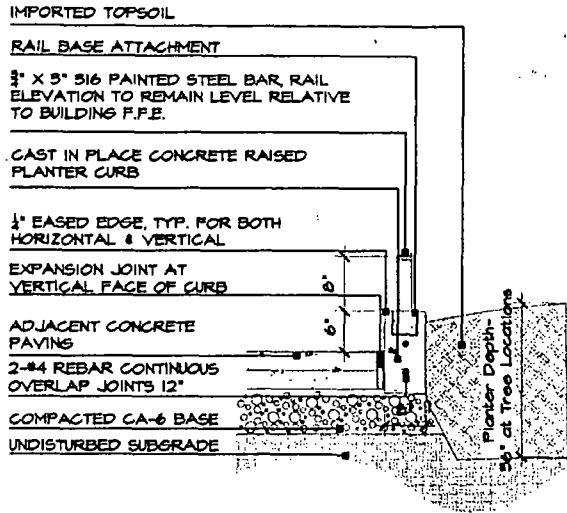 IMPORTED TOPSOIL
RAIL BASE ATTACHMENT
X 3" 316 PAINTED STEEL BAR, RAIL
ELEVATION TO REMAIN LEVEL RELATIVE
TO BUILDING F.F.E.
CAST IN PLACE CONCRETE RAISED
PLANTER CURB
EASED EDGE, TYP. FOR BOTH
HORIZONTAL & VERTICAL
EXPANSION JOINT AT
VERTICAL FACE OF CURB
ADJACENT CONCRETE
PAVING
2-#4 REBAR CONTINUOUS
OVERLAP JOINTS 12"
COMPACTED CA-6 BASE
UNDISTURBED SUBGRADE
8"
6"
Planter Depth-
36" at Tree Locations